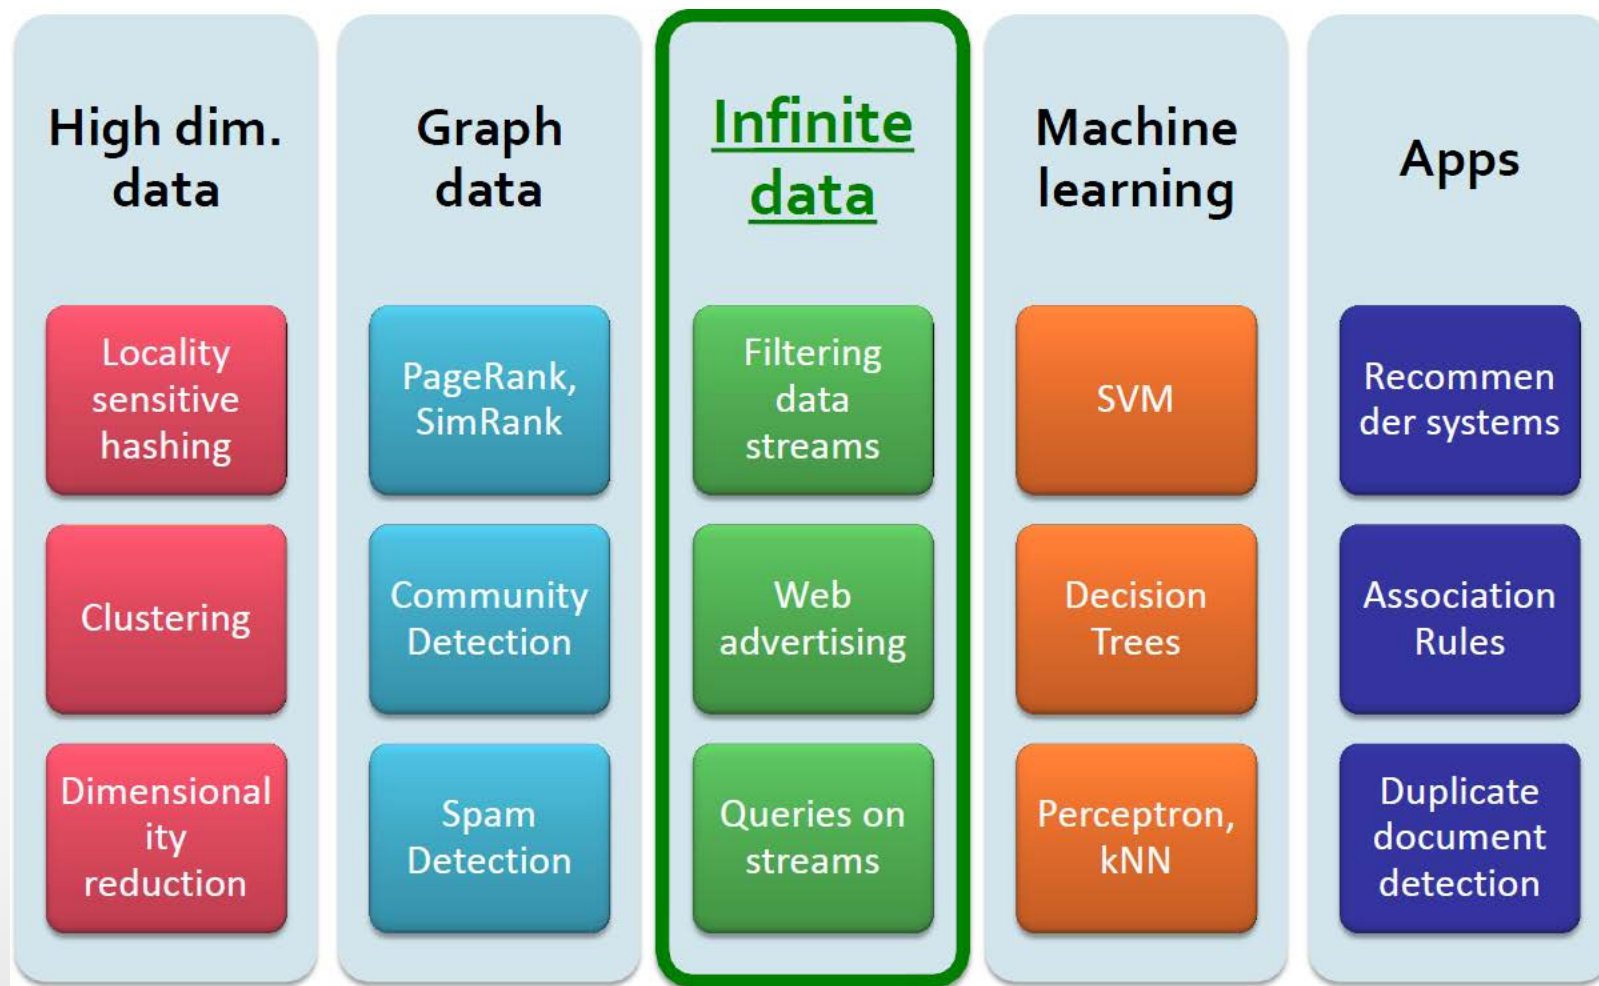 High dim.
data
Locality
sensitive
hashing
Clustering
Dimensional
ity
reduction
Graph
data
PageRank,
SimRank
Community
Detection
Spam
Detection
Infinite
data
Filtering
data
streams
Web
advertising
Queries on
streams
Machine
learning
SVM
Decision
Trees
Perceptron,
kNN
Apps
Recommen
der systems
Association
Rules
Duplicate
document
detection